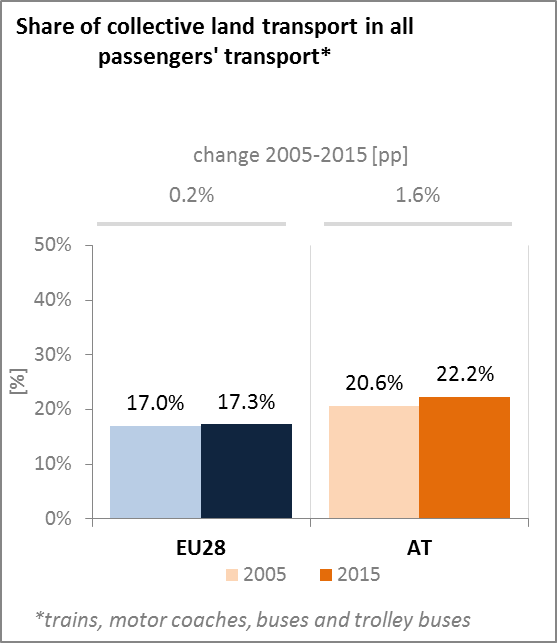 Share of collective land transport in all
passengers' transport*
change 2005-2015 [pp]
0.2% 1.6%
50%
40%
30%
20%
10%
0%
[%]
17.0% 17.3% 20.6% 22.2%
EU28 AT
2005 2015
*trains, motor coaches, buses and trolley buses